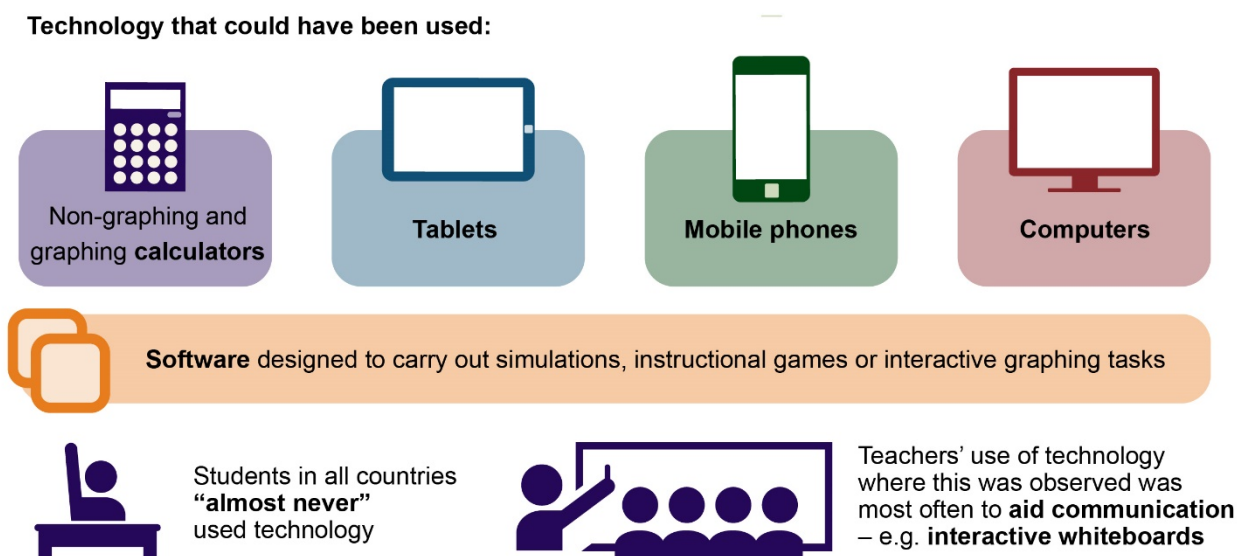 Technology that could have been used:
Non-graphing and
graphing calculators
Tablets
Mobile phones
Computers
Software designed to carry out simulations, instructional games or interactive graphing tasks
Students in all countries
“almost never”
used technology
Teachers’ use of technology
where this was observed was
most often to aid communication
– e.g. interactive whiteboards